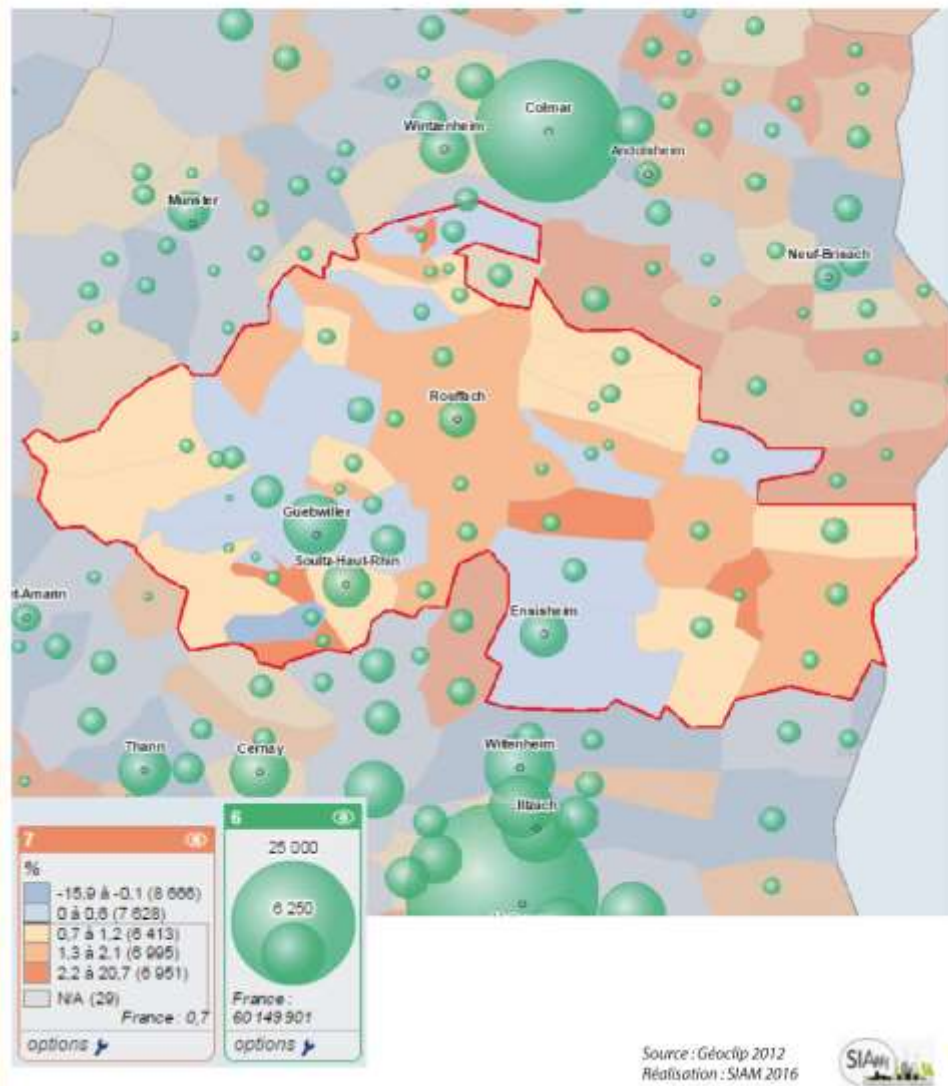 Colmar
Wintzenheim
Andolsheim
Munster
Neuf-Brisach
Rouffach
Guebwiller
Soultz-Haut-Rhin
t-Amarin
Ensisheim
Wittenheim
Thann
Cernay
Illzach
7
%
-15,9 à -0,1 (8 666)
0 à 0,6 (7 628)
0,7 à 1,2 (6 413)
1,3 à 2,1 (6 995)
2,2 à 20,7 (6 951)
N/A (29)
France : 0,7
options
6
25 000
6 250
France :
60 149 901
options
Source : Géoclip 2012
Réalisation : SIAM 2016
SIAM